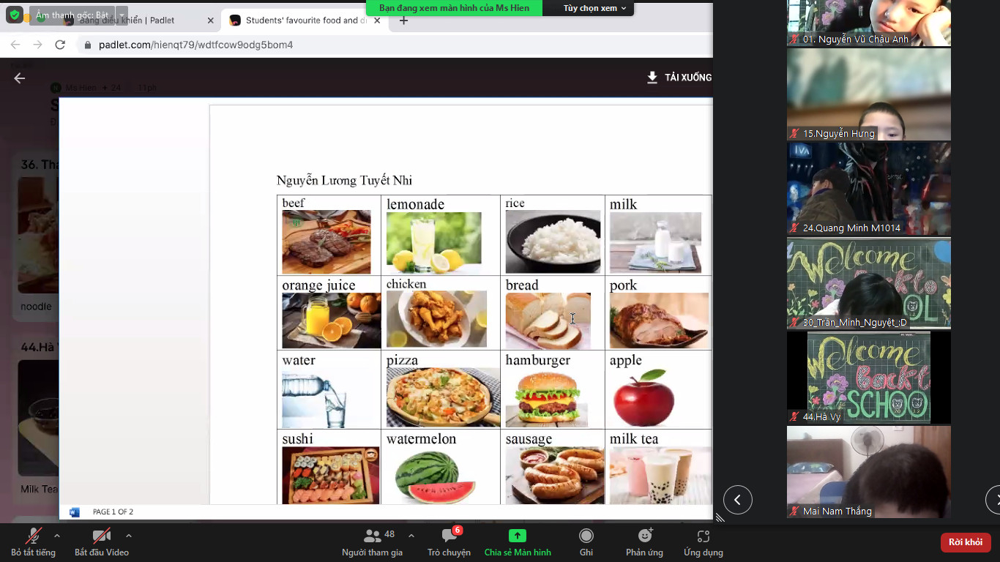 Âm thanh gốc: Bật
Bạn đang xem màn hình của Ms Hien
Tùy chọn xem
Bảng điều khiển | Padlet
Students' favourite food and d
padlet.com/hienqt79/wdtfcow9odg5bom4
TẢI XUỐNG
Ms Hien + 24 11ph
36. Tha
noodle
44.Hà
Milk Tea
Nguyễn Lương Tuyết Nhi
beef lemonade rice milk
orange juice chicken bread pork
water pizza hamburger apple
sushi watermelon sausage milk tea
PAGE 1 OF 2
01. Nguyễn Vũ Châu Anh
15.Nguyễn Hưng
24.Quang Minh M1014
Welcome
30_Trần_Minh_Nguyệt_:D
Welcome
Back t
SCHOO
44.Hà Vy
Mai Nam Thắng
Bỏ tắt tiếng
Bắt đầu Video
Người tham gia
48
Trò chuyện
6
Chia sẻ Màn hình
Ghi
Phản ứng
Ứng dụng
Rời khỏi